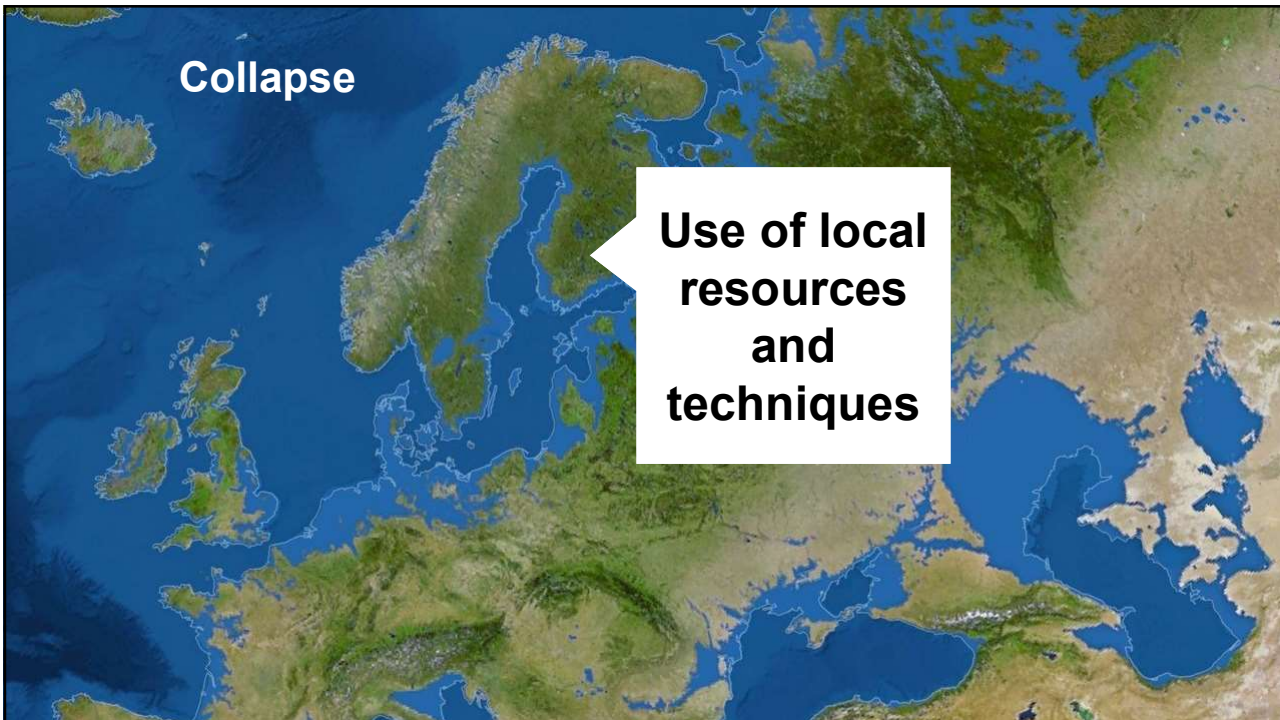 Collapse
Use of local
resources
and
techniques